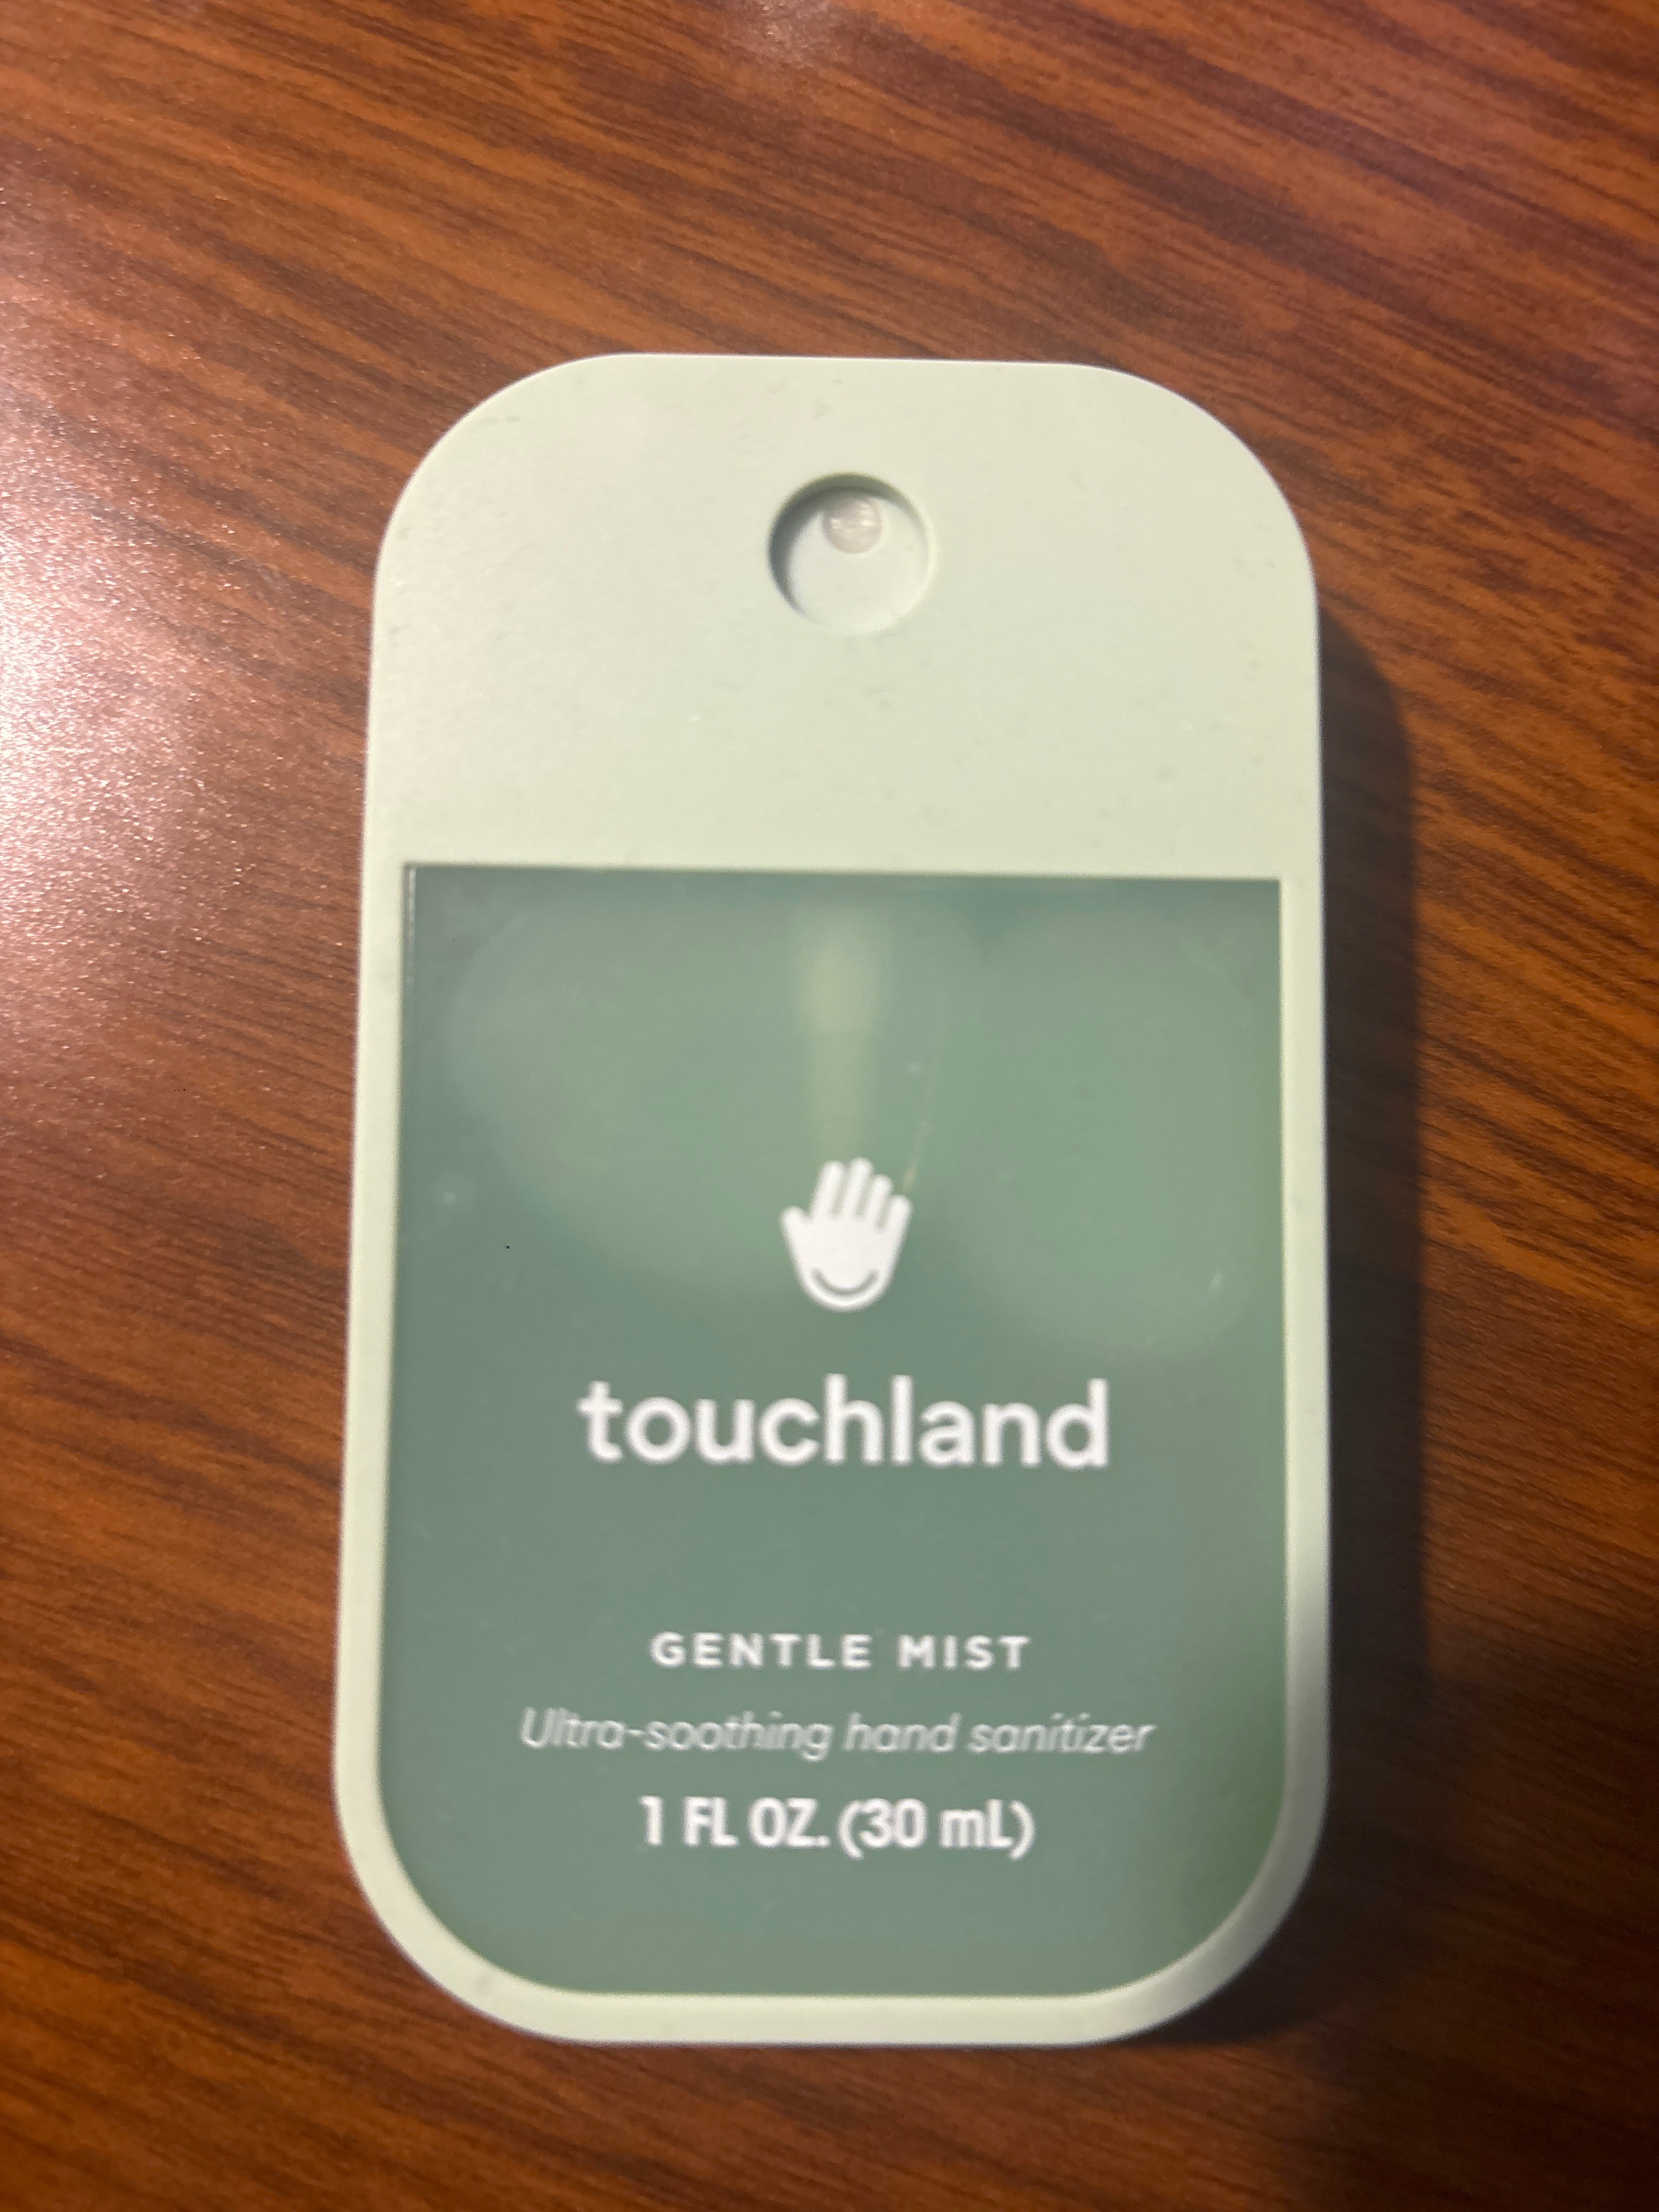 touchland
GENTLE MIST
Ultra-soothing hand sanitizer
1 FL OZ. (30 mL)